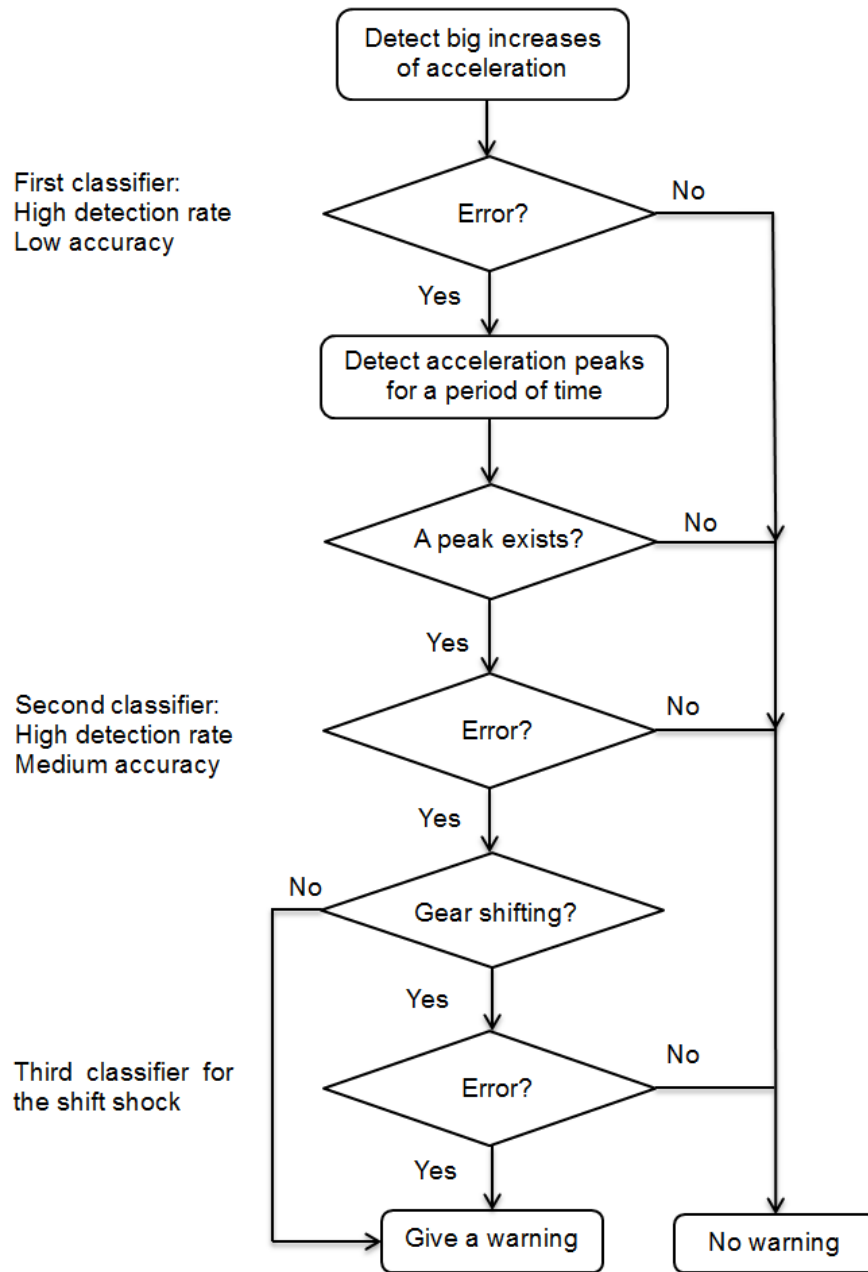 Detect big increases
of acceleration
First classifier:
High detection rate
Low accuracy
Error?
No
Yes
Detect acceleration peaks
for a period of time
A peak exists?
No
Yes
Second classifier:
High detection rate
Medium accuracy
Error?
No
Yes
No
Gear shifting?
Yes
Third classifier for
the shift shock
Error?
No
Yes
Give a warning
No warning